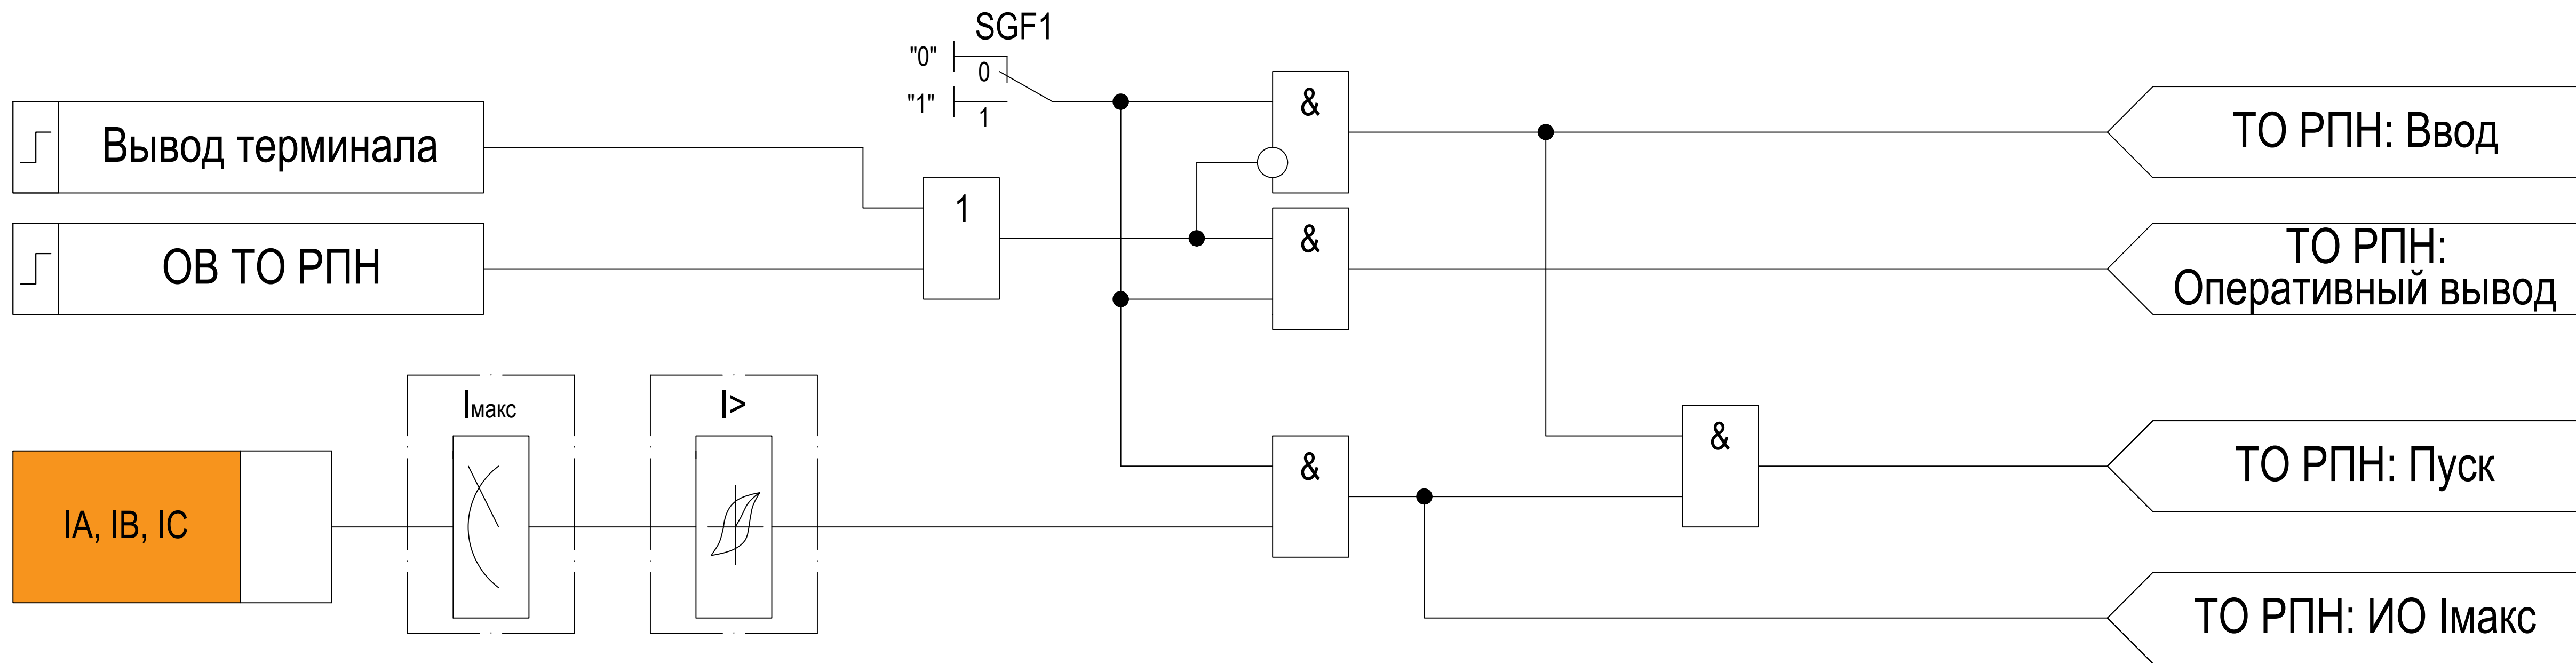 SGF1
"0"
0
"1"
1
&
Вывод терминала
ТО РПН: Ввод
1
&
ОВ ТО РПН
ТО РПН:
Оперативный вывод
Iмакс
I>
&
&
ТО РПН: Пуск
IA, IB, IC
ТО РПН: ИО Iмакс